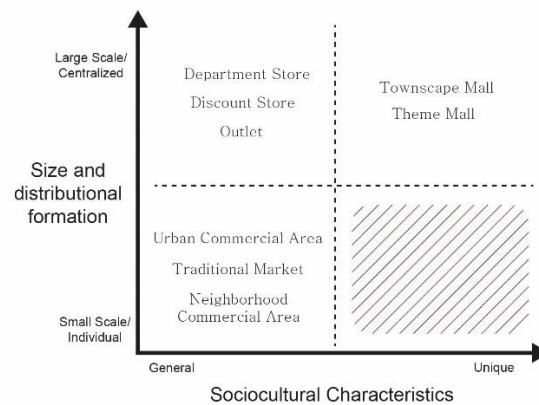 Large Scale/
Centralized
Department Store
Discount Store
Outlet
Townscape Mall
Theme Mall
Size and
distributional
formation
Urban Commercial Area
Traditional Market
Neighborhood
Commercial Area
Small Scale/
Individual
General
Unique
Sociocultural Characteristics